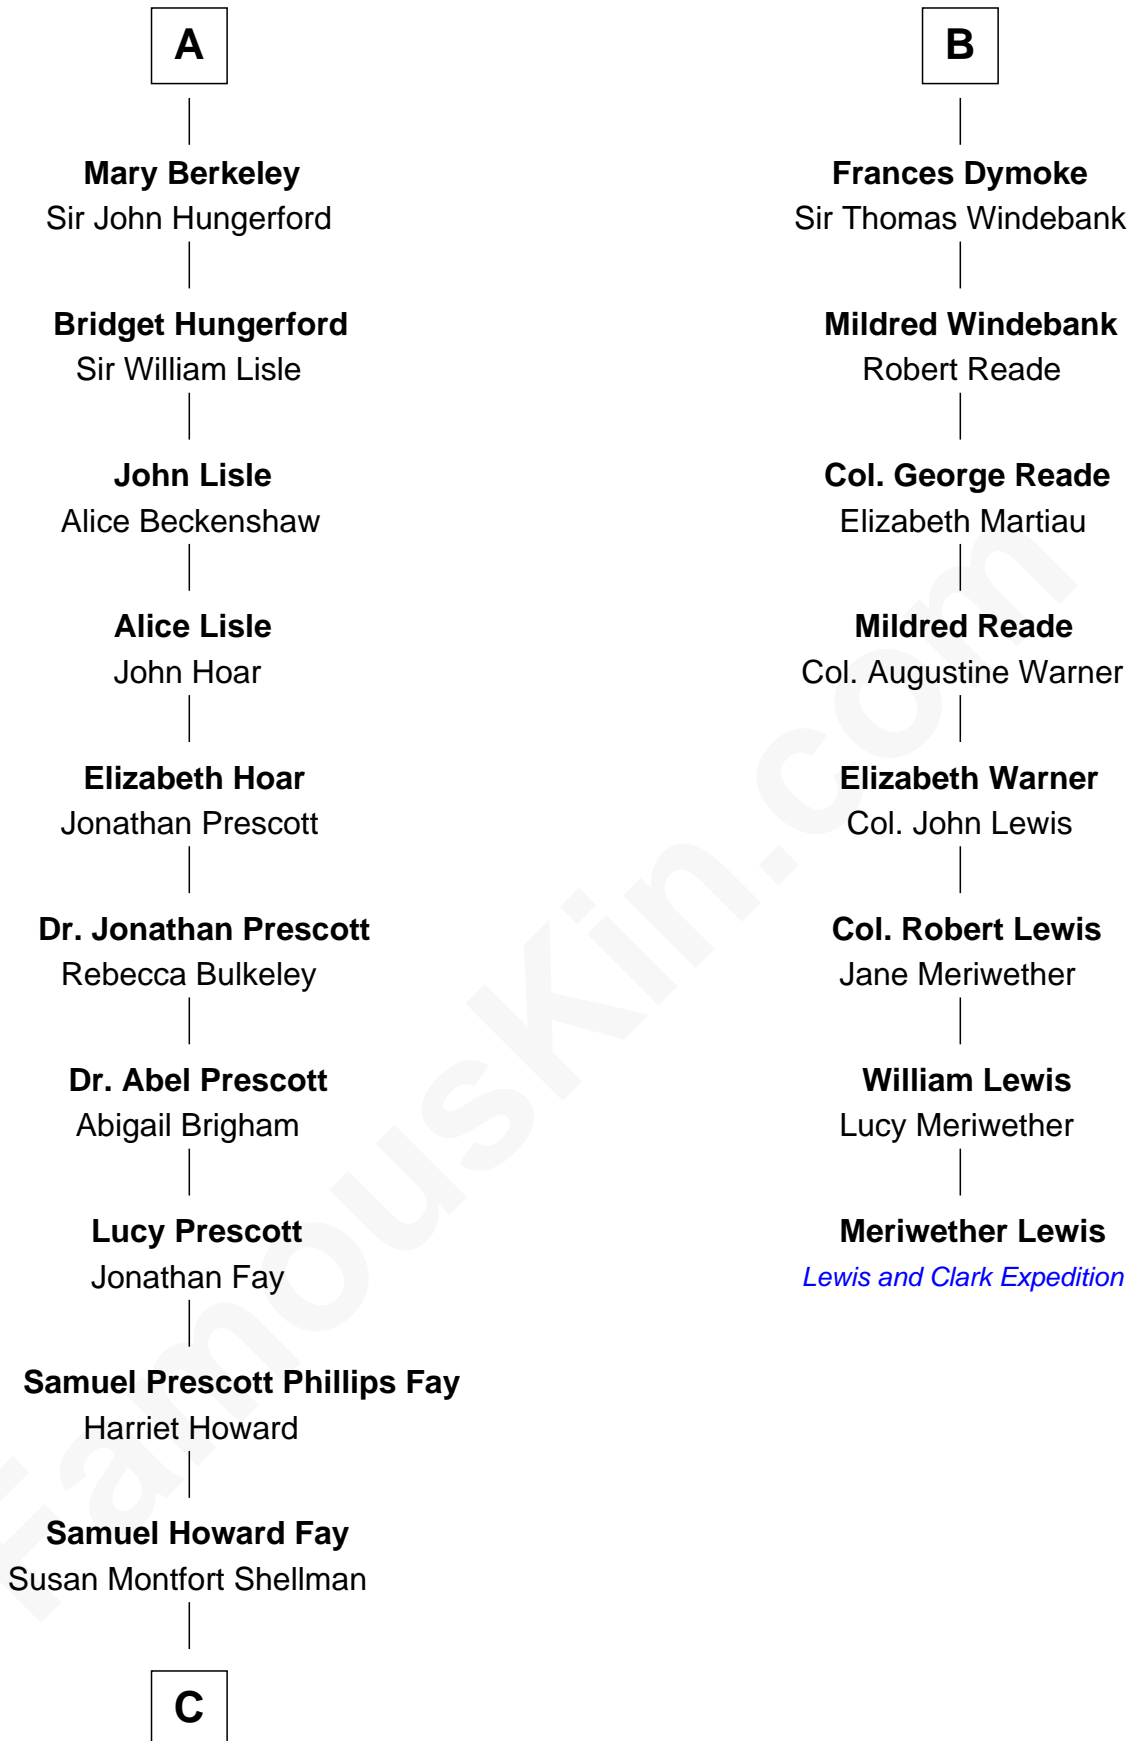 A
Mary Berkeley
Sir John Hungerford
Bridget Hungerford
Sir William Lisle
John Lisle
Alice Beckenshaw
Alice Lisle
John Hoar
Elizabeth Hoar
Jonathan Prescott
Dr. Jonathan Prescott
Rebecca Bulkeley
Dr. Abel Prescott
Abigail Brigham
Lucy Prescott
Jonathan Fay
Samuel Prescott Phillips Fay
Harriet Howard
Samuel Howard Fay
Susan Montfort Shellman
C
B
Frances Dymoke
Sir Thomas Windebank
Mildred Windebank
Robert Reade
Col. George Reade
Elizabeth Martiau
Mildred Reade
Col. Augustine Warner
Elizabeth Warner
Col. John Lewis
Col. Robert Lewis
Jane Meriwether
William Lewis
Lucy Meriwether
Meriwether Lewis
Lewis and Clark Expedition
FamousKin.com